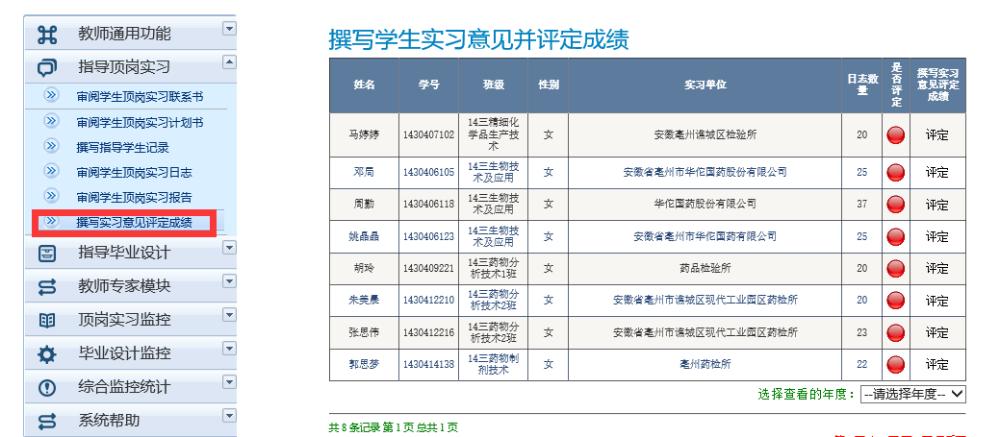 教师通用功能
指导顶岗实习
审阅学生顶岗实习联系书
审阅学生顶岗实习计划书
撰写指导学生记录
审阅学生顶岗实习日志
审阅学生顶岗实习报告
撰写实习意见评定成绩
指导毕业设计
教师专家模块
顶岗实习监控
毕业设计监控
综合监控统计
系统帮助
撰写学生实习意见并评定成绩
姓名 学号 班级 性别 实习单位 日志数量 是否评定 撰写实习意见评定成绩
马婷婷 1430407102 14三精细化学品生产技术 女 安徽亳州谯城区检验所 20 评定
邓局 1430406105 14三生物技术及应用 女 安徽省亳州市华佗国药股份有限公司 25 评定
周勤 1430406118 14三生物技术及应用 女 华佗国药股份有限公司 37 评定
姚晶晶 1430406123 14三生物技术及应用 女 安徽省亳州市华佗国药有限公司 25 评定
胡玲 1430409221 14三药物分析技术1班 女 药品检验所 20 评定
朱美晨 1430412210 14三药物分析技术2班 女 安徽省亳州市谯城区现代工业园区药检所 20 评定
张思伟 1430412216 14三药物分析技术2班 女 安徽省亳州市谯城区现代工业园区药检所 23 评定
郭思梦 1430414138 14三药物制剂技术 女 亳州药检所 22 评定
选择查看的年度：--请选择年度--
共 8 条记录 第 1 页 总共 1 页